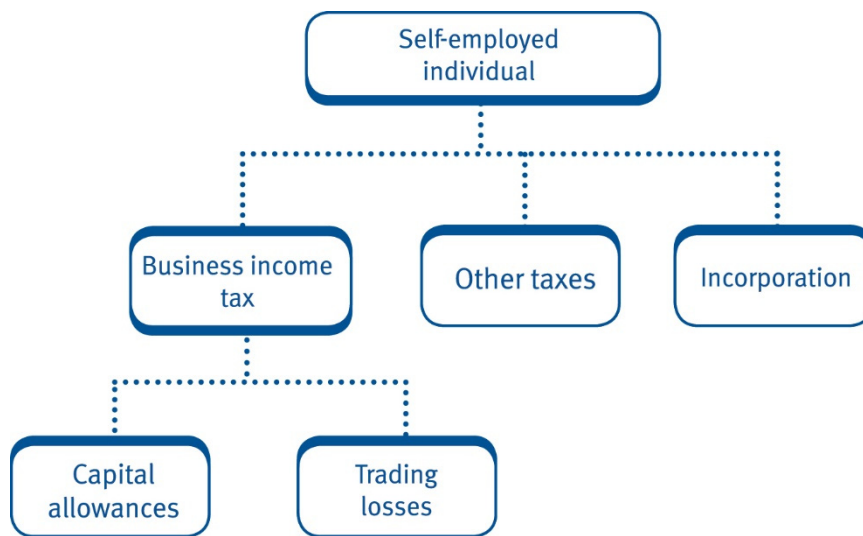 Self-employed
individual
Business income
tax
Other taxes
Incorporation
Capital
allowances
Trading
losses